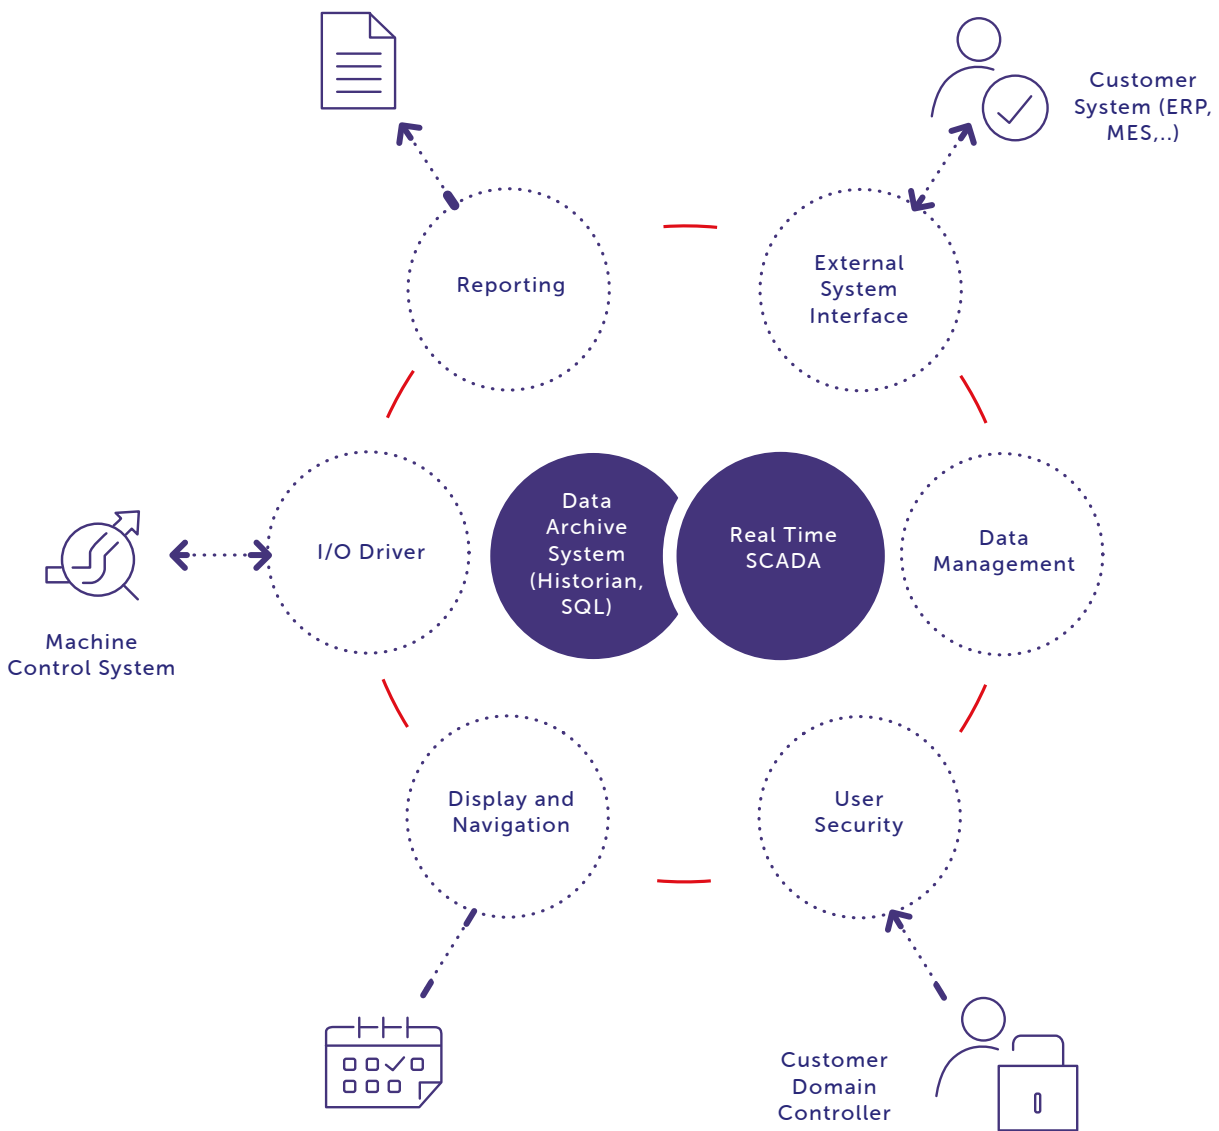 Customer
System (ERP,
MES,..)
Reporting
External
System
Interface
I/O Driver
Data
Archive
System
(Historian,
SQL)
Real Time
SCADA
Data
Management
Machine
Control System
Display and
Navigation
User
Security
Customer
Domain
Controller